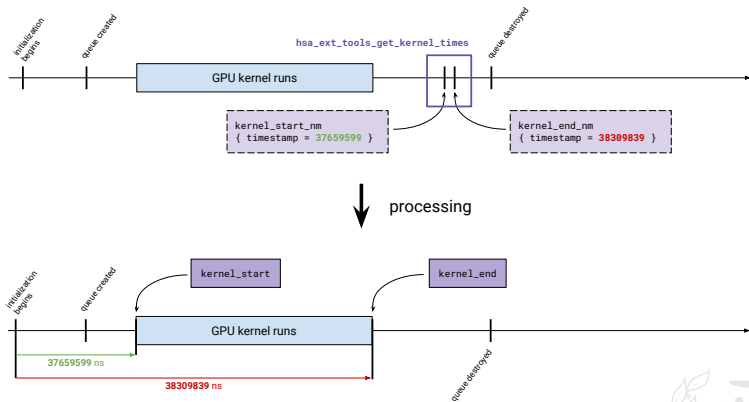 initialization
begins
queue created
hsa_ext_tools_get_kernel_times
queue destroyed
GPU kernel runs
kernel_start_nm
{ timestamp = 37659599 }
kernel_end_nm
{ timestamp = 38309839 }
processing
initialization
begins
queue created
kernel_start
kernel_end
GPU kernel runs
37659599 ns
38309839 ns
queue destroyed